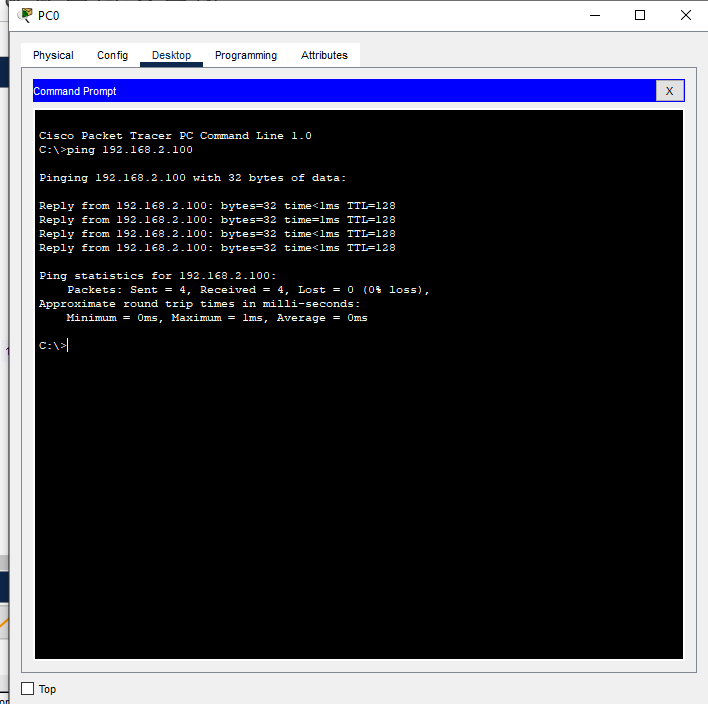 PC0
Physical Config Desktop Programming Attributes
Command Prompt X
Cisco Packet Tracer PC Command Line 1.0
C:\>ping 192.168.2.100
Pinging 192.168.2.100 with 32 bytes of data:
Reply from 192.168.2.100: bytes=32 time<1ms TTL=128
Reply from 192.168.2.100: bytes=32 time=1ms TTL=128
Reply from 192.168.2.100: bytes=32 time<1ms TTL=128
Reply from 192.168.2.100: bytes=32 time<1ms TTL=128
Ping statistics for 192.168.2.100:
Packets: Sent = 4, Received = 4, Lost = 0 (0% loss),
Approximate round trip times in milli-seconds:
Minimum = 0ms, Maximum = 1ms, Average = 0ms
C:\>
Top